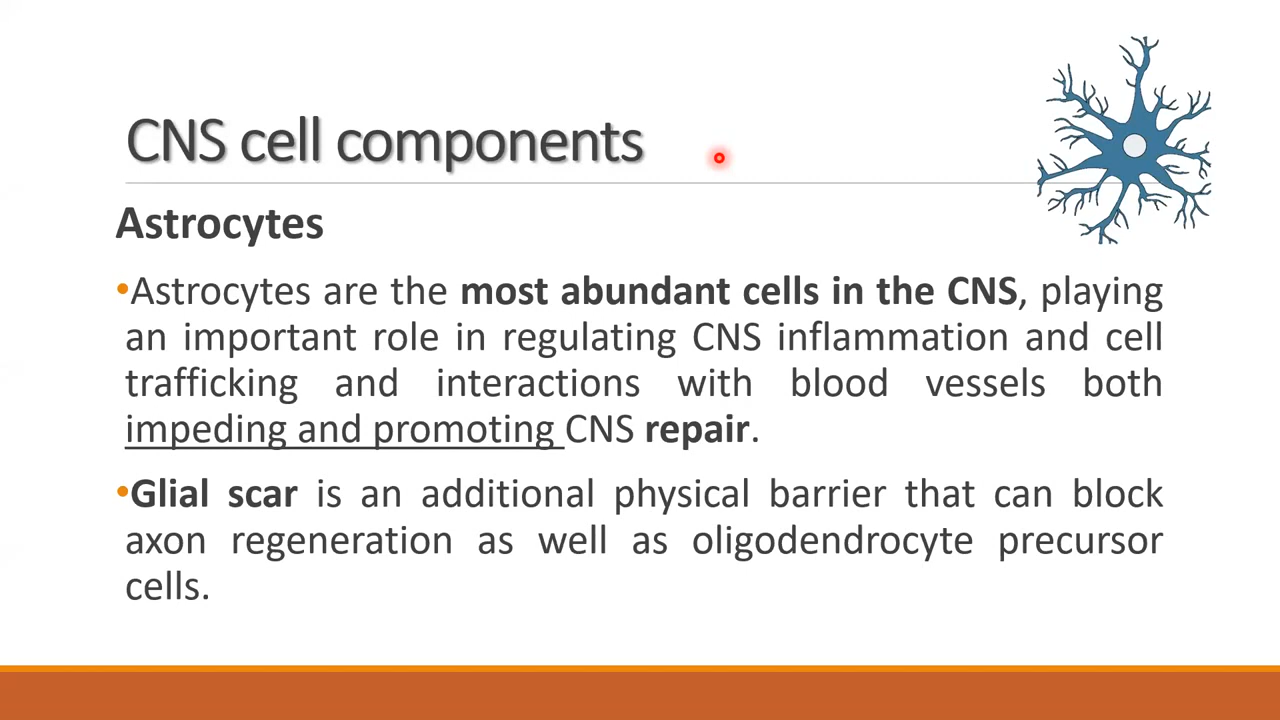 CNS cell components
Astrocytes
•Astrocytes are the most abundant cells in the CNS, playing
an important role in regulating CNS inflammation and cell
trafficking and interactions with blood vessels both
impeding and promoting CNS repair.
•Glial scar is an additional physical barrier that can block
axon regeneration as well as oligodendrocyte precursor
cells.